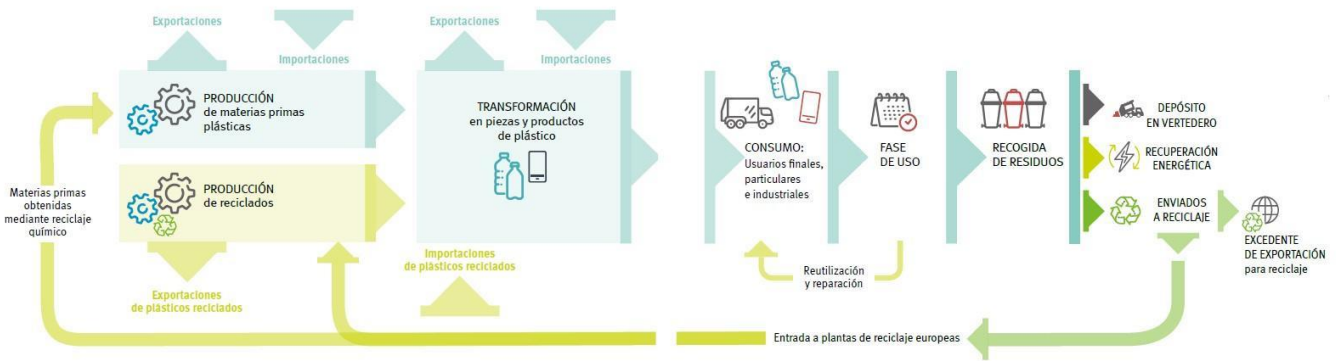 Exportaciones
Importaciones
Exportaciones
Importaciones
PRODUCCIÓN
de materias primas
plásticas
TRANSFORMACIÓN
en piezas y productos
de plástico
PRODUCCIÓN
de reciclados
Materias primas
obtenidas
mediante reciclaje
químico
Exportaciones
de plásticos reciclados
Importaciones
de plásticos reciclados
CONSUMO:
Usuarios finales,
particulares
e industriales
FASE
DE USO
Reutilización
y reparación
RECOGIDA
DE RESIDUOS
DEPÓSITO
EN VERTEDERO
RECUPERACIÓN
ENERGÉTICA
ENVIADOS
A RECICLAJE
EXCEDENTE
DE EXPORTACIÓN
para reciclaje
Entrada a plantas de reciclaje europeas